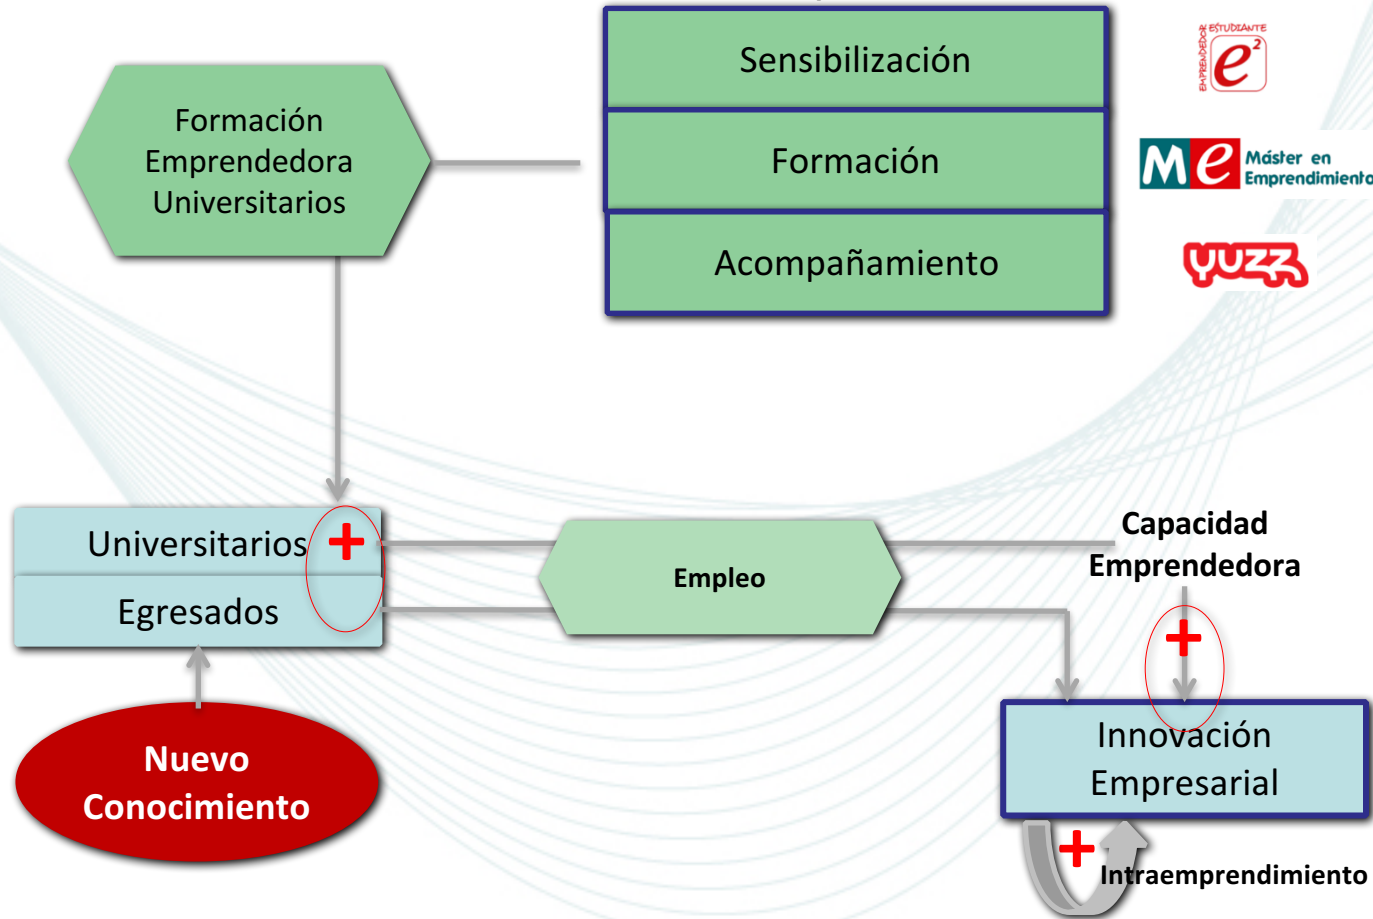 Sensibilización
ESTUDIANTE
EMPRENDEDOR
e²
Formación
Emprendedora
Universitarios
Formación
Me Máster en
Emprendimiento
Acompañamiento
YUZZ
Universitarios +
Egresados
Empleo
Capacidad
Emprendedora
+
Nuevo
Conocimiento
Innovación
Empresarial
+
Intraemprendimiento